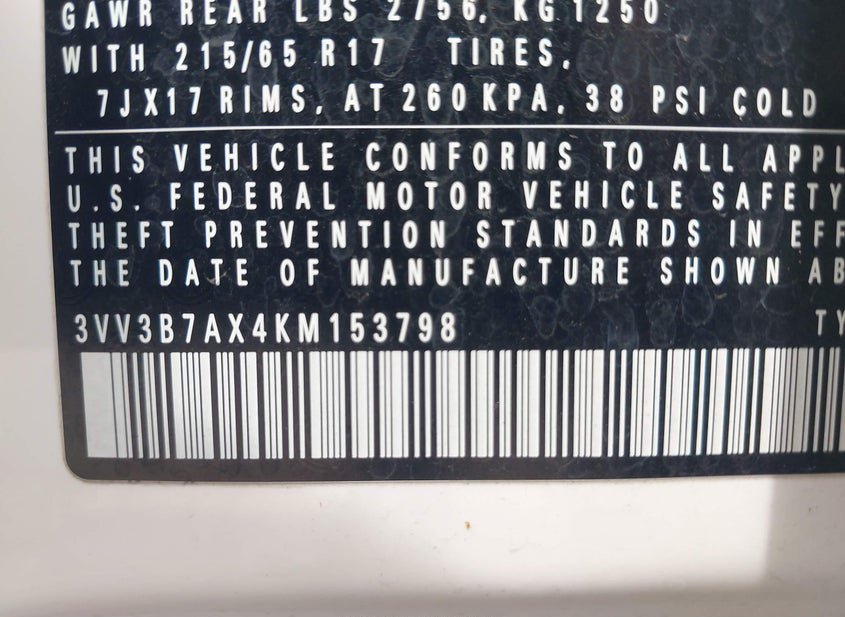 GAWR REAR LBS 2756, KG 1250
WITH 215/65 R17 TIRES,
7JX17 RIMS, AT 260 KPA, 38 PSI COLD
THIS VEHICLE CONFORMS TO ALL APPL
U.S. FEDERAL MOTOR VEHICLE SAFETY
THEFT PREVENTION STANDARDS IN EFF
THE DATE OF MANUFACTURE SHOWN AB
3VV3B7AX4KM153798 TY